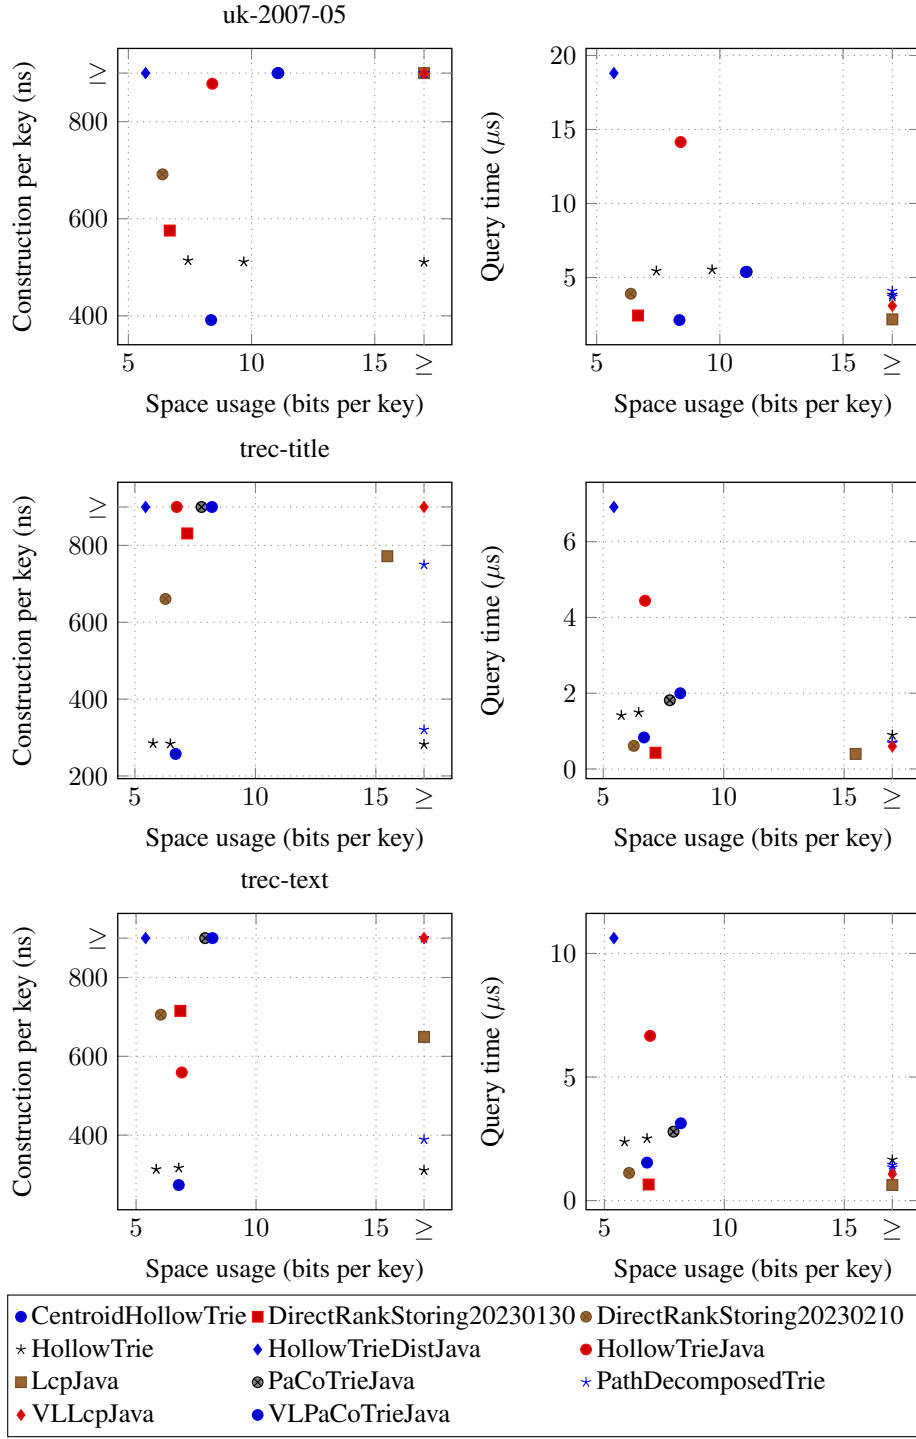 uk-2007-05
Construction per key (ns)
≥
800
600
400
5
10
15
≥
Space usage (bits per key)
Query time (μs)
20
15
10
5
5
10
15
≥
Space usage (bits per key)
trec-title
Construction per key (ns)
≥
800
600
400
200
5
10
15
≥
Space usage (bits per key)
Query time (μs)
6
4
2
0
5
10
15
≥
Space usage (bits per key)
trec-text
Construction per key (ns)
≥
800
600
400
5
10
15
≥
Space usage (bits per key)
Query time (μs)
10
5
0
5
10
15
≥
Space usage (bits per key)
CentroidHollowTrie DirectRankStoring20230130 DirectRankStoring20230210
HollowTrie HollowTrieDistJava HollowTrieJava
LcpJava PaCoTrieJava PathDecomposedTrie
VLLcpJava VLPaCoTrieJava